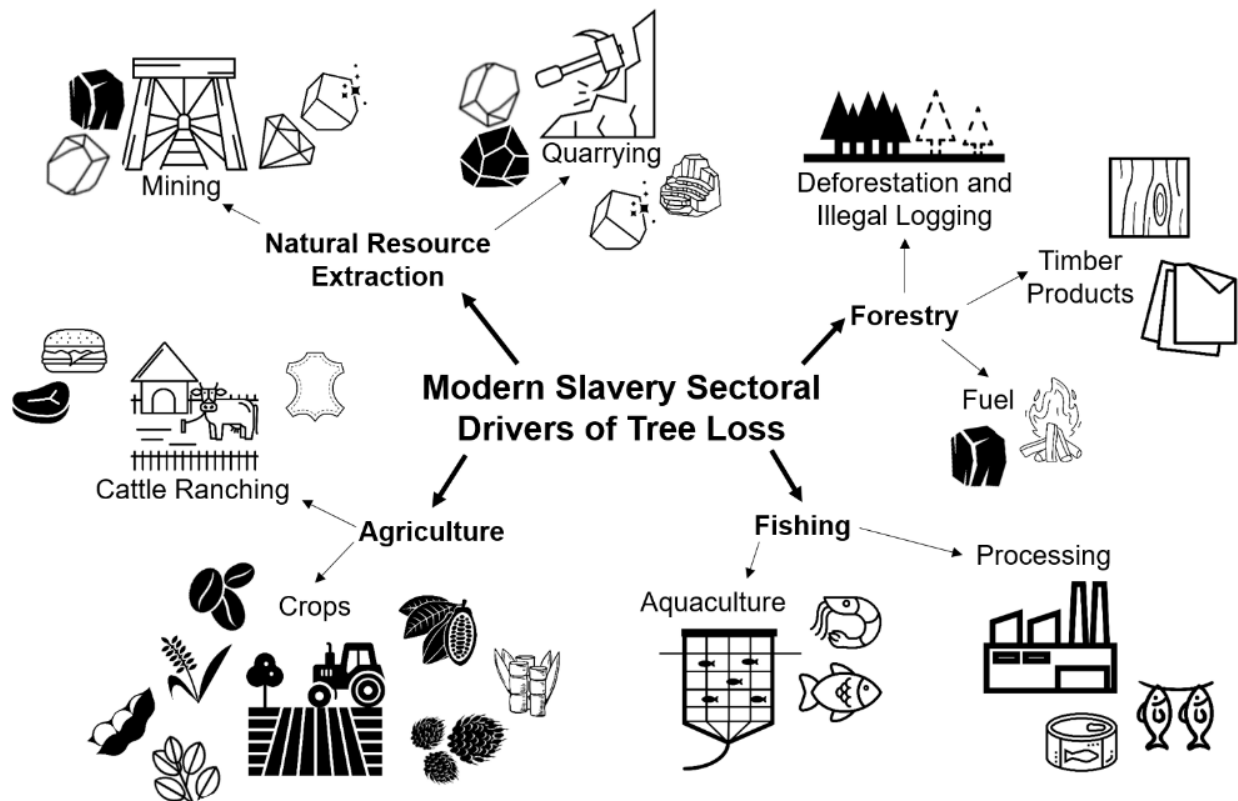 Mining
Quarrying
Deforestation and
Illegal Logging
Natural Resource
Extraction
Timber
Products
Forestry
Modern Slavery Sectoral
Drivers of Tree Loss
Fuel
Cattle Ranching
Agriculture
Fishing
Processing
Crops
Aquaculture